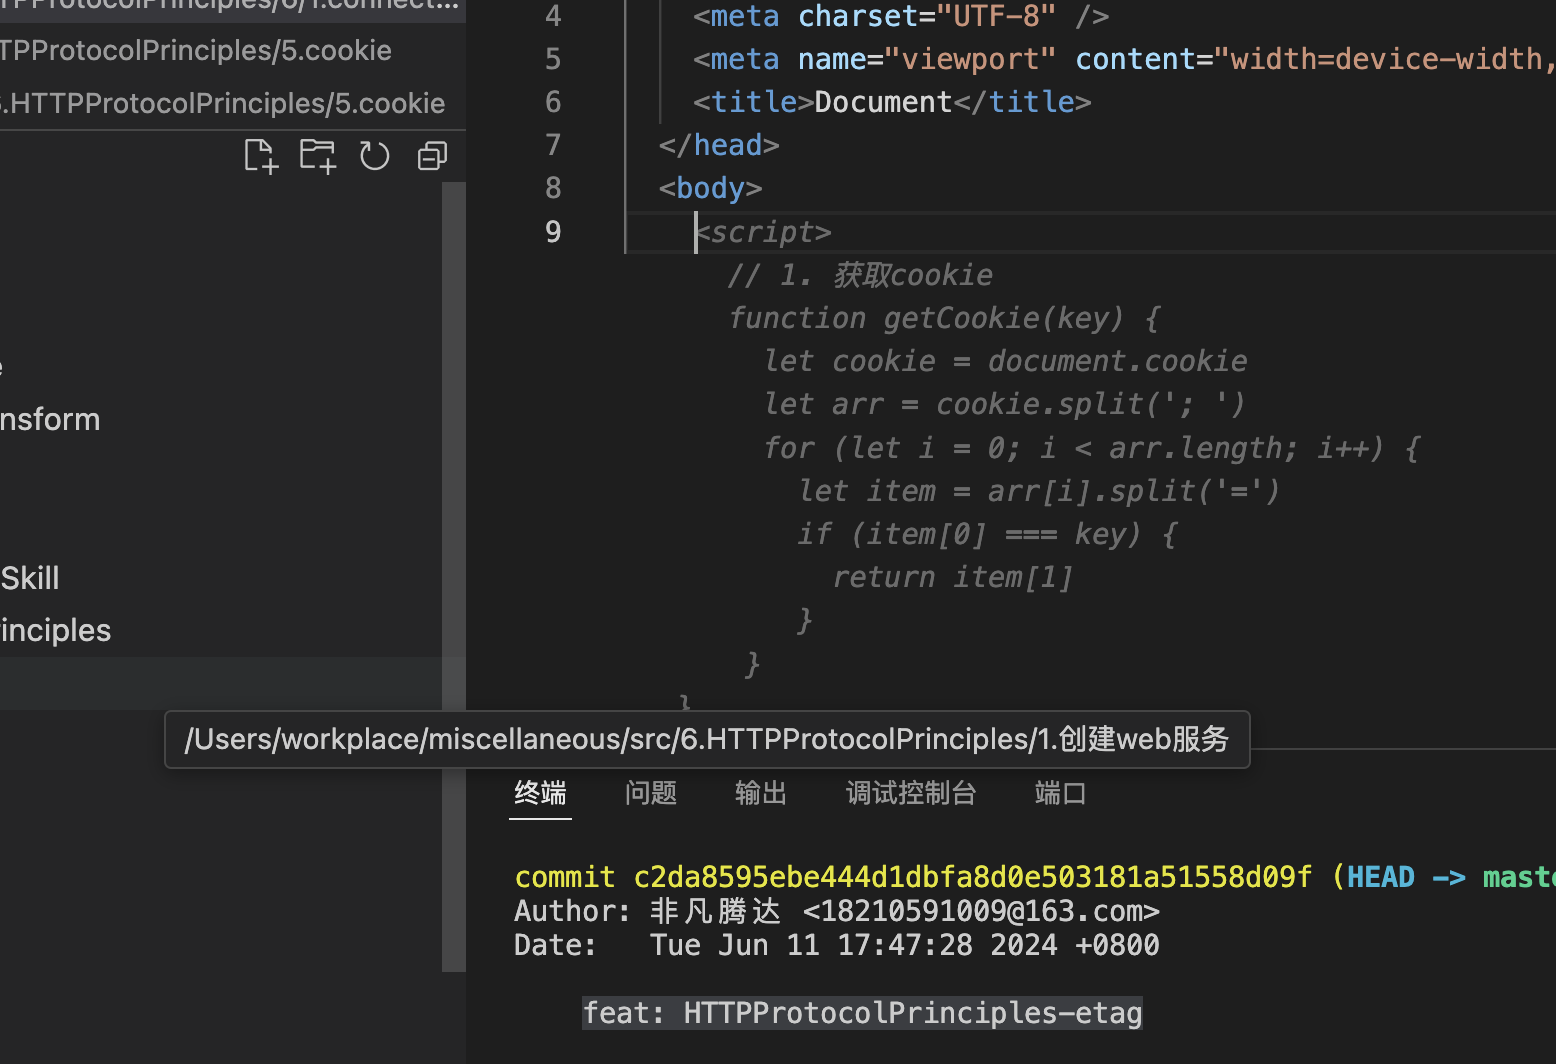 TPProtocolPrinciples/6/1.connect...
TPProtocolPrinciples/5.cookie
.HTTPProtocolPrinciples/5.cookie
nsform
Skill
inciples
4 <meta charset="UTF-8" />
5 <meta name="viewport" content="width=device-width,
6 <title>Document</title>
7 </head>
8 <body>
9 <script>
// 1. 获取cookie
function getCookie(key) {
let cookie = document.cookie
let arr = cookie.split('; ')
for (let i = 0; i < arr.length; i++) {
let item = arr[i].split('=')
if (item[0] === key) {
return item[1]
}
}
}
/Users/workplace/miscellaneous/src/6.HTTPProtocolPrinciples/1.创建web服务
终端 问题 输出 调试控制台 端口
commit c2da8595ebe444d1dbfa8d0e503181a51558d09f (HEAD -> maste
Author: 非凡腾达 <18210591009@163.com>
Date: Tue Jun 11 17:47:28 2024 +0800
feat: HTTPProtocolPrinciples-etag